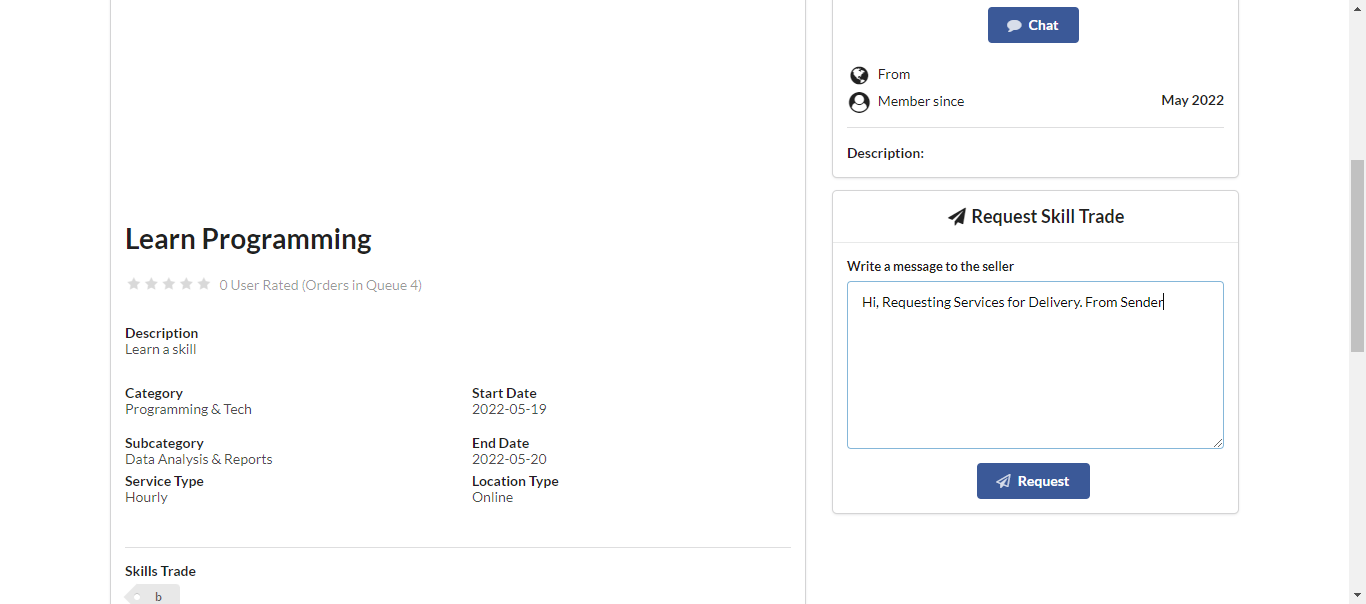 Chat
From
Member since May 2022
Description:
Request Skill Trade
Write a message to the seller
Hi, Requesting Services for Delivery. From Sender
Request
Learn Programming
0 User Rated (Orders in Queue 4)
Description
Learn a skill
Category
Programming & Tech
Start Date
2022-05-19
Subcategory
Data Analysis & Reports
End Date
2022-05-20
Service Type
Hourly
Location Type
Online
Skills Trade
b